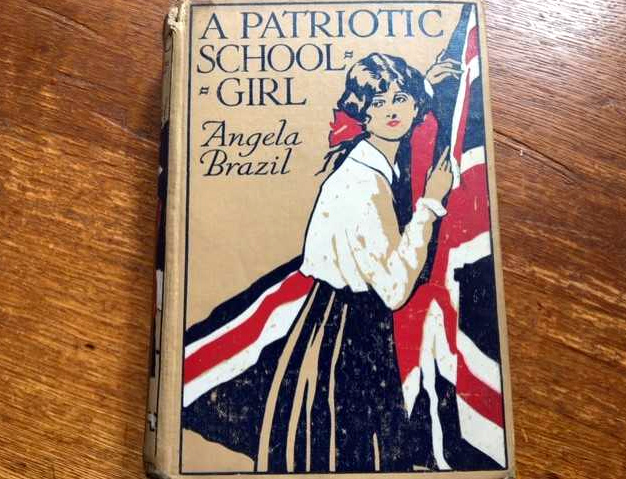 A PATRIOTIC
SCHOOL=
=GIRL
Angela
Brazil